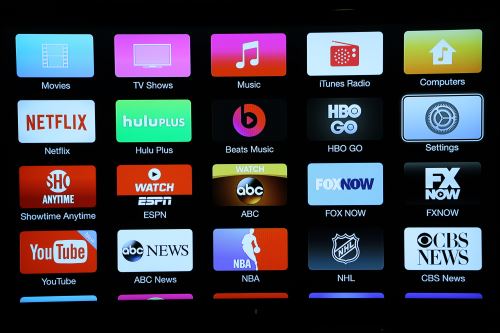 Movies
TV Shows
Music
iTunes Radio
Computers
NETFLIX
huluPLUS
HBO
GO
Netflix
Hulu Plus
Beats Music
HBO GO
Settings
SHO
ANYTIME
WATCH
ESPN
WATCH
abc
FOXNOW
FX
NOW
Showtime Anytime
ESPN
ABC
FOX NOW
FXNOW
YouTube
abc NEWS
NBA
NHL
CBS
NEWS
YouTube
ABC News
NBA
NHL
CBS News